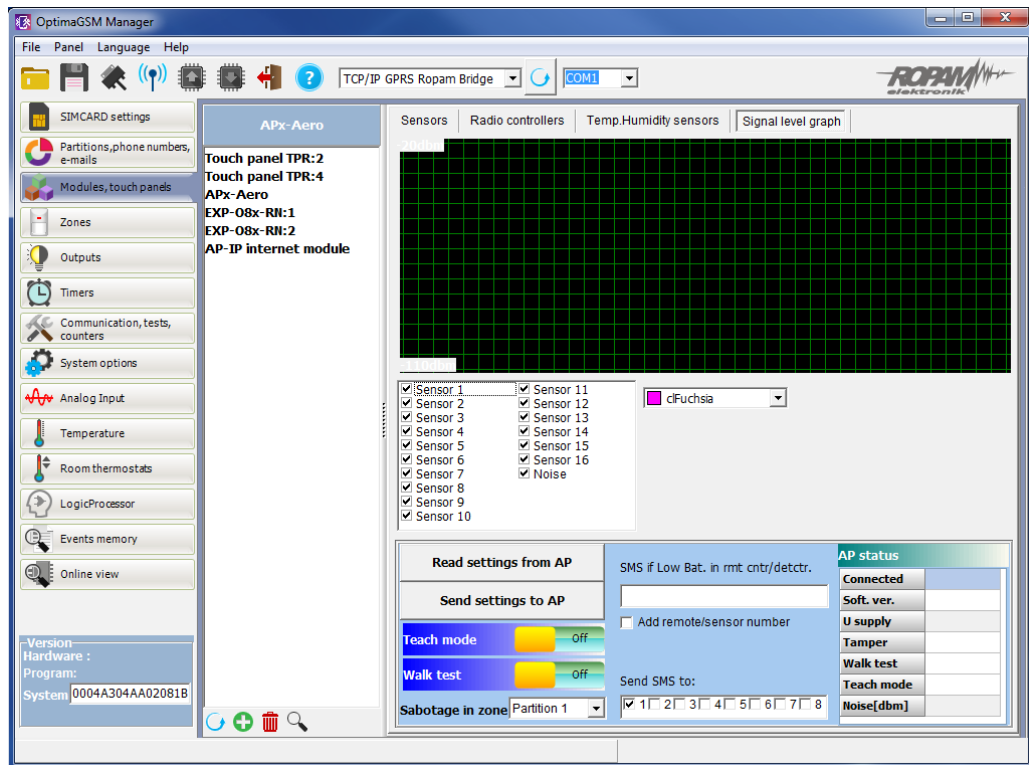 OptimaGSM Manager
File Panel Language Help
TCP/IP GPRS Ropam Bridge
COM1
ROPAM
elektronik
SIMCARD settings
Partitions,phone numbers,
e-mails
Modules, touch panels
Zones
Outputs
Timers
Communication, tests,
counters
System options
Analog Input
Temperature
Room thermostats
LogicProcessor
Events memory
Online view
Version
Hardware :
Program:
System 0004A304AA02081B
APx-Aero
Touch panel TPR:2
Touch panel TPR:4
APx-Aero
EXP-O8x-RN:1
EXP-O8x-RN:2
AP-IP internet module
Sensors Radio controllers Temp.Humidity sensors Signal level graph
-20dbm
-110dbm
Sensor 1
Sensor 2
Sensor 3
Sensor 4
Sensor 5
Sensor 6
Sensor 7
Sensor 8
Sensor 9
Sensor 10
Sensor 11
Sensor 12
Sensor 13
Sensor 14
Sensor 15
Sensor 16
Noise
clFuchsia
Read settings from AP
Send settings to AP
Teach mode Off
Walk test Off
Sabotage in zone Partition 1
SMS if Low Bat. in rmt cntr/detctr.
Add remote/sensor number
Send SMS to:
1 2 3 4 5 6 7 8
AP status
Connected
Soft. ver.
U supply
Tamper
Walk test
Teach mode
Noise[dbm]